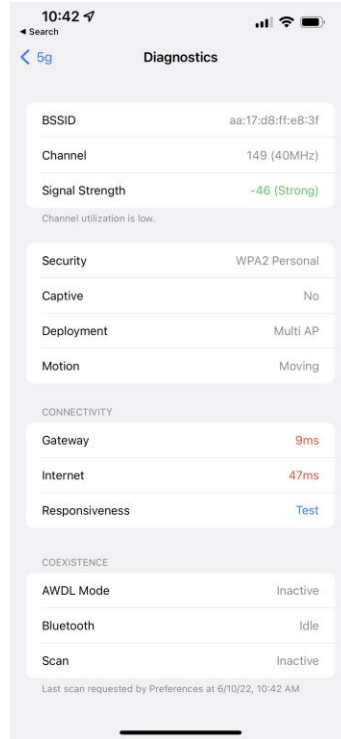 10:42
◀ Search
5g
Diagnostics
BSSID aa:17:d8:ff:e8:3f
Channel 149 (40MHz)
Signal Strength -46 (Strong)
Channel utilization is low.
Security WPA2 Personal
Captive No
Deployment Multi AP
Motion Moving
CONNECTIVITY
Gateway 9ms
Internet 47ms
Responsiveness Test
COEXISTENCE
AWDL Mode Inactive
Bluetooth Idle
Scan Inactive
Last scan requested by Preferences at 6/10/22, 10:42 AM